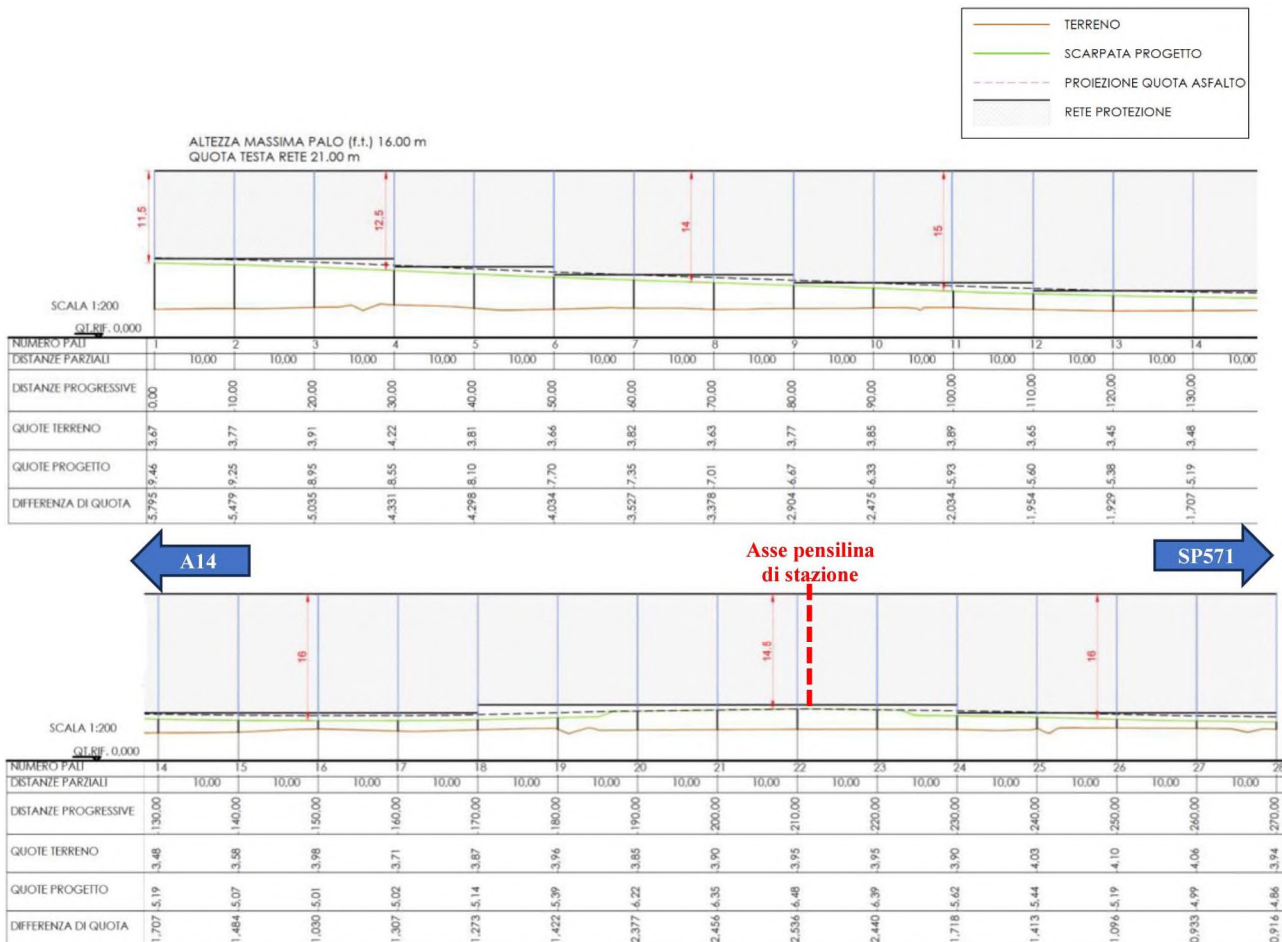 TERRENO
SCARPATA PROGETTO
PROIEZIONE QUOTA ASFALTO
RETE PROTEZIONE
ALTEZZA MASSIMA PALO (f.t.) 16.00 m
QUOTA TESTA RETE 21.00 m
11,5 12,5 14 15
SCALA 1:200
QT.RIF. 0,000
NUMERO PALI 1 2 3 4 5 6 7 8 9 10 11 12 13 14
DISTANZE PARZIALI 10,00 10,00 10,00 10,00 10,00 10,00 10,00 10,00 10,00 10,00 10,00 10,00 10,00 10,00
DISTANZE PROGRESSIVE 0,00 10,00 20,00 30,00 40,00 50,00 60,00 70,00 80,00 90,00 100,00 110,00 120,00 130,00
QUOTE TERRENO 3,67 3,77 3,91 4,22 3,81 3,66 3,82 3,63 3,77 3,85 3,89 3,65 3,45 3,48
QUOTE PROGETTO 9,46 9,25 8,95 8,55 8,10 7,70 7,35 7,01 6,67 6,33 5,93 5,60 5,38 5,19
DIFFERENZA DI QUOTA 5,795 5,479 5,035 4,331 4,298 4,034 3,527 3,378 2,904 2,475 2,034 1,954 1,929 1,707
A14
Asse pensilina
di stazione
SP571
16 14,5 16
SCALA 1:200
QT.RIF. 0,000
NUMERO PALI 14 15 16 17 18 19 20 21 22 23 24 25 26 27 28
DISTANZE PARZIALI 10,00 10,00 10,00 10,00 10,00 10,00 10,00 10,00 10,00 10,00 10,00 10,00 10,00 10,00
DISTANZE PROGRESSIVE 130,00 140,00 150,00 160,00 170,00 180,00 190,00 200,00 210,00 220,00 230,00 240,00 250,00 260,00 270,00
QUOTE TERRENO 3,48 3,58 3,98 3,71 3,87 3,96 3,85 3,90 3,95 3,95 3,90 4,03 4,10 4,06 3,94
QUOTE PROGETTO 5,19 5,07 5,01 5,02 5,14 5,39 6,22 6,35 6,48 6,39 5,62 5,44 5,19 4,99 4,86
DIFFERENZA DI QUOTA 1,707 1,484 1,030 1,307 1,273 1,422 2,377 2,456 2,536 2,440 1,718 1,413 1,096 0,933 0,916